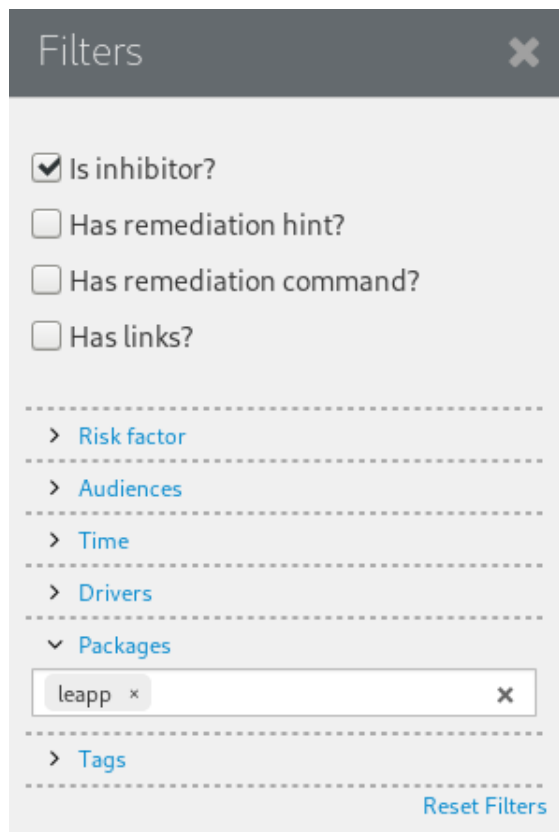 Filters
Is inhibitor?
Has remediation hint?
Has remediation command?
Has links?
Risk factor
Audiences
Time
Drivers
Packages
leapp ×
Tags
Reset Filters